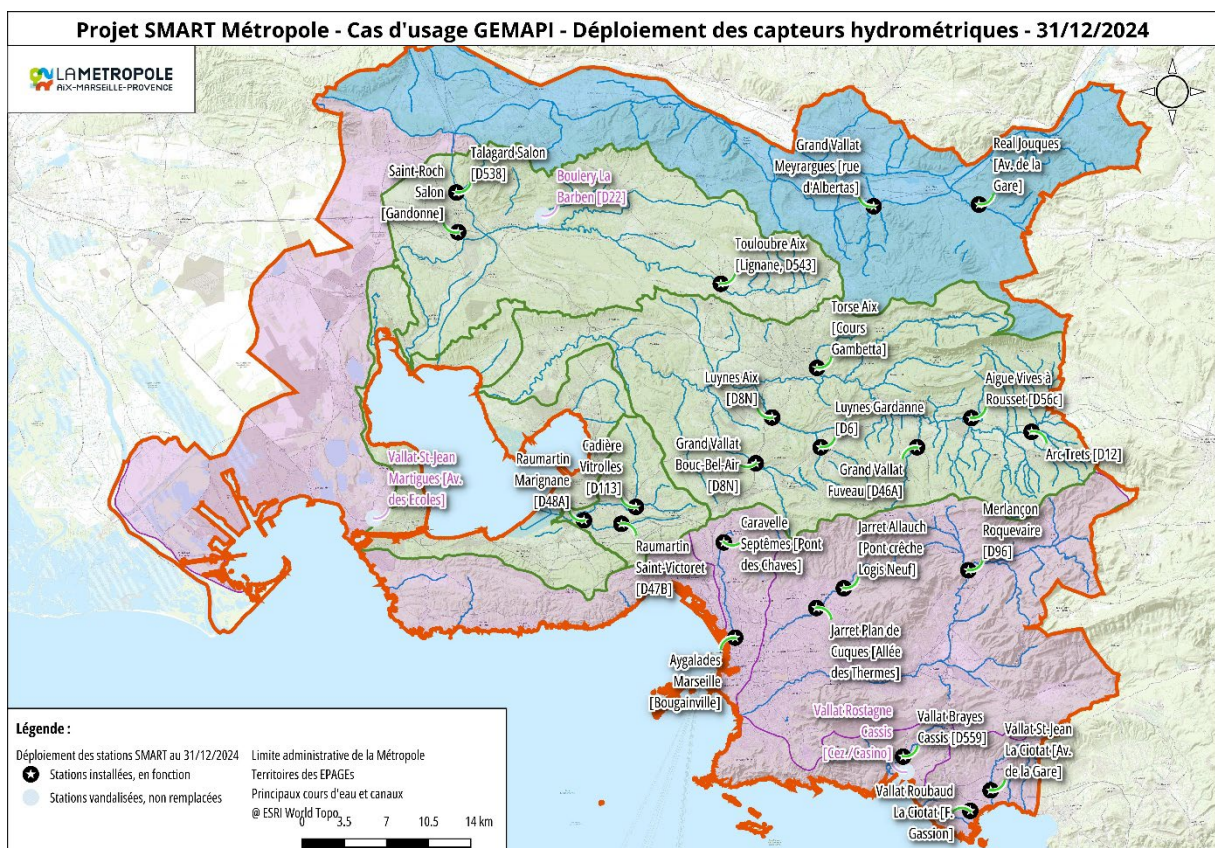 Projet SMART Métropole - Cas d'usage GEMAPI - Déploiement des capteurs hydrométriques - 31/12/2024
LA METROPOLE
AIX-MARSEILLE-PROVENCE
Talagard Salon
[D538]
Saint-Roch
Salon
[Gandonne]
Boulery La
Barben [D22]
Grand Vallat
Meyrargues [rue
d'Albertas]
Real Jouques
[Av. de la
Gare]
Touloubre Aix
[Lignane, D543]
Torse Aix
[Cours
Gambetta]
Luynes Aix
[D8N]
Luynes Gardanne
[D6]
Aigue Vives à
Rousset [D56c]
Arc Trets [D12]
Grand Vallat
Bouc-Bel-Air
[D8N]
Grand Vallat
Fuveau [D46A]
Vallat St-Jean
Martigues [Av.
des Ecoles]
Raumartin
Marignane
[D48A]
Cadière
Vitrolles
[D113]
Raumartin
Saint-Victoret
[D47B]
Caravelle
Septèmes [Pont
des Chaves]
Jarret Allauch
[Pont crèche
Logis Neuf]
Merlançon
Roquevaire
[D96]
Jarret Plan de
Cuques [Allée
des Thermes]
Aygalades
Marseille
[Bougainville]
Vallat Rostagne
Cassis
[Cez./Casino]
Vallat Brayes
Cassis [D559]
Vallat St-Jean
La Ciotat [Av.
de la Gare]
Vallat Roubaud
La Ciotat [F.
Gassion]
Légende :
Déploiement des stations SMART au 31/12/2024
Stations installées, en fonction
Stations vandalisées, non remplacées
Limite administrative de la Métropole
Territoires des EPAGEs
Principaux cours d'eau et canaux
@ ESRI World Topo
0 3.5 7 10.5 14 km